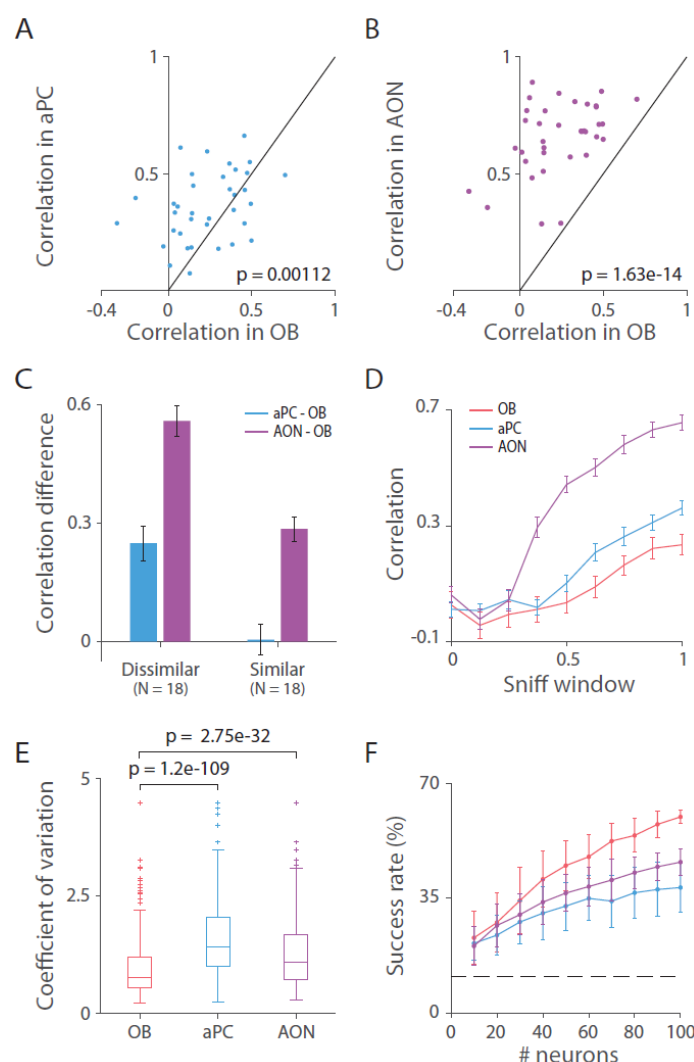 A
B
1
1
Correlation in aPC
Correlation in AON
0.5
0.5
p = 0.00112
p = 1.63e-14
-0.4
0
0.5
1
-0.4
0
0.5
1
Correlation in OB
Correlation in OB
C
D
0.6
0.3
0
Correlation difference
aPC - OB
AON - OB
Dissimilar
(N = 18)
Similar
(N = 18)
0.7
0.3
-0.1
Correlation
OB
aPC
AON
0
0.5
1
Sniff window
E
F
p = 2.75e-32
p = 1.2e-109
5
2.5
0
Coefficient of variation
OB
aPC
AON
70
35
0
Success rate (%)
0
20
40
60
80
100
# neurons